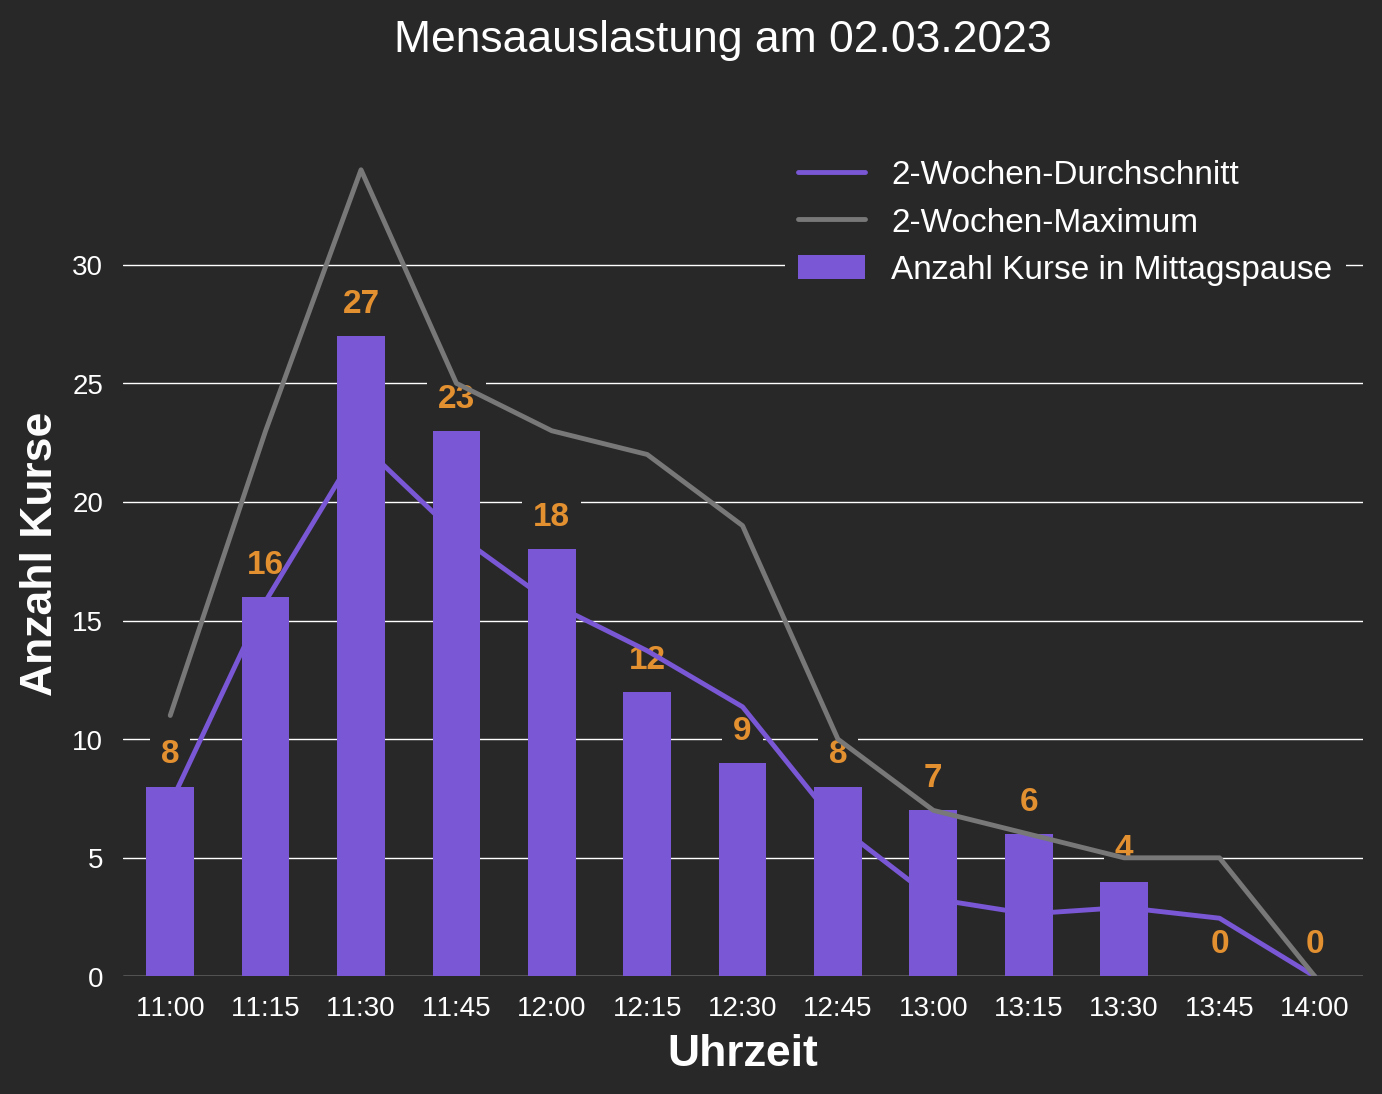 Mensaauslastung am 02.03.2023
2-Wochen-Durchschnitt
2-Wochen-Maximum
Anzahl Kurse in Mittagspause
Anzahl Kurse
30
25
20
15
10
5
0
8
16
27
23
18
12
9
8
7
6
4
0
0
11:00 11:15 11:30 11:45 12:00 12:15 12:30 12:45 13:00 13:15 13:30 13:45 14:00
Uhrzeit